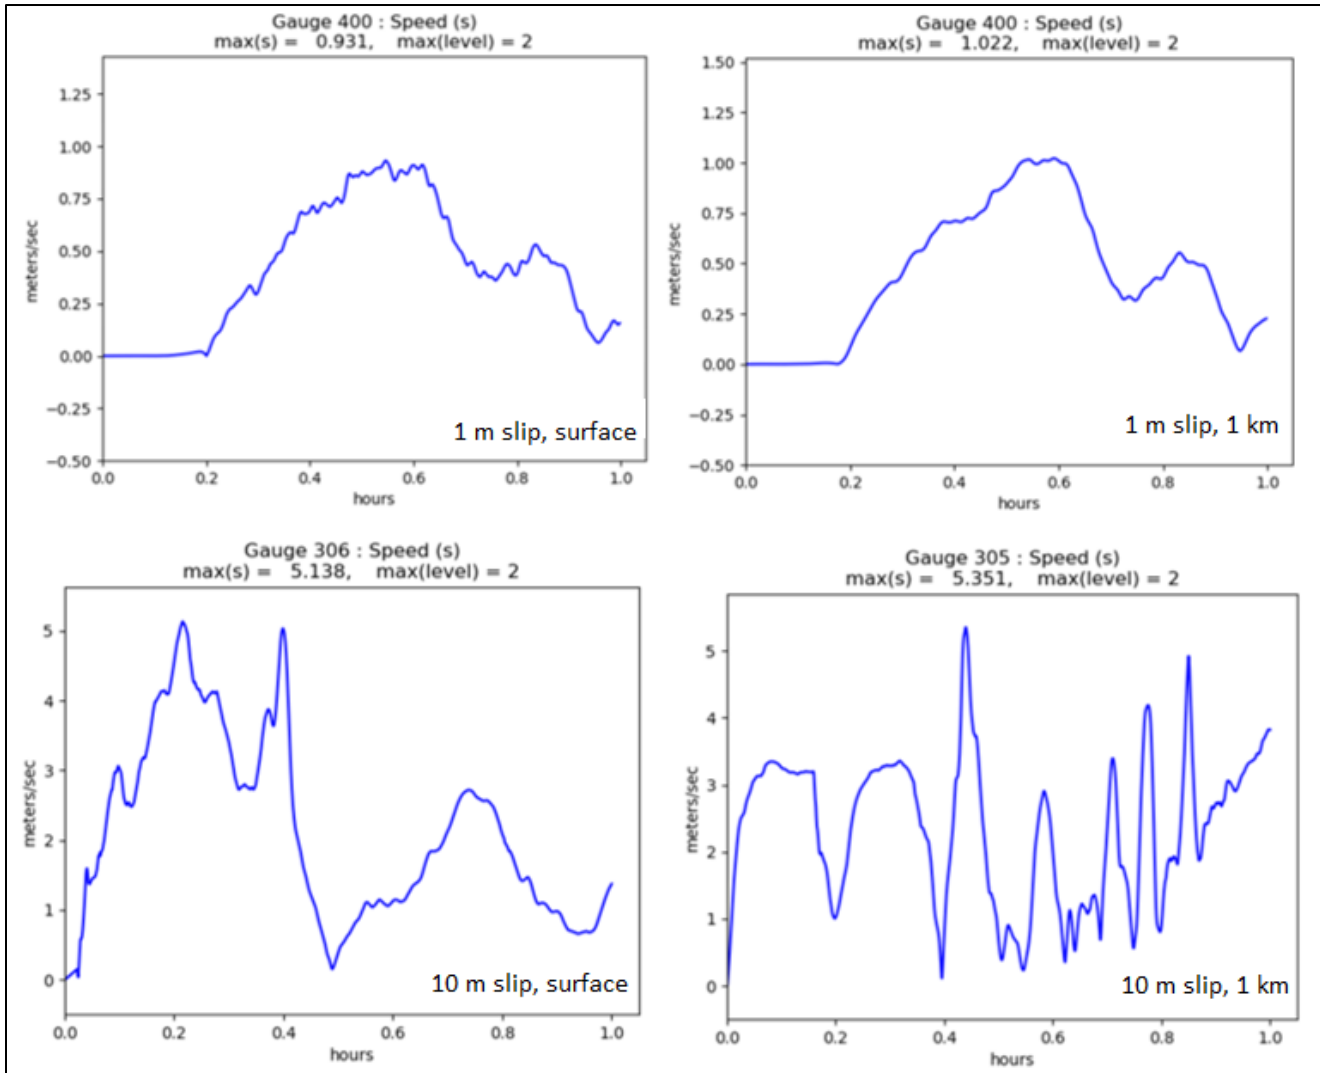 Gauge 400 : Speed (s)
max(s) = 0.931, max(level) = 2
1.25
1.00
0.75
0.50
0.25
0.00
−0.25
−0.50
meters/sec
1 m slip, surface
0.0 0.2 0.4 0.6 0.8 1.0
hours
Gauge 400 : Speed (s)
max(s) = 1.022, max(level) = 2
1.50
1.25
1.00
0.75
0.50
0.25
0.00
−0.25
−0.50
meters/sec
1 m slip, 1 km
0.0 0.2 0.4 0.6 0.8 1.0
hours
Gauge 306 : Speed (s)
max(s) = 5.138, max(level) = 2
5
4
3
2
1
0
meters/sec
10 m slip, surface
0.0 0.2 0.4 0.6 0.8 1.0
hours
Gauge 305 : Speed (s)
max(s) = 5.351, max(level) = 2
5
4
3
2
1
0
meters/sec
10 m slip, 1 km
0.0 0.2 0.4 0.6 0.8 1.0
hours